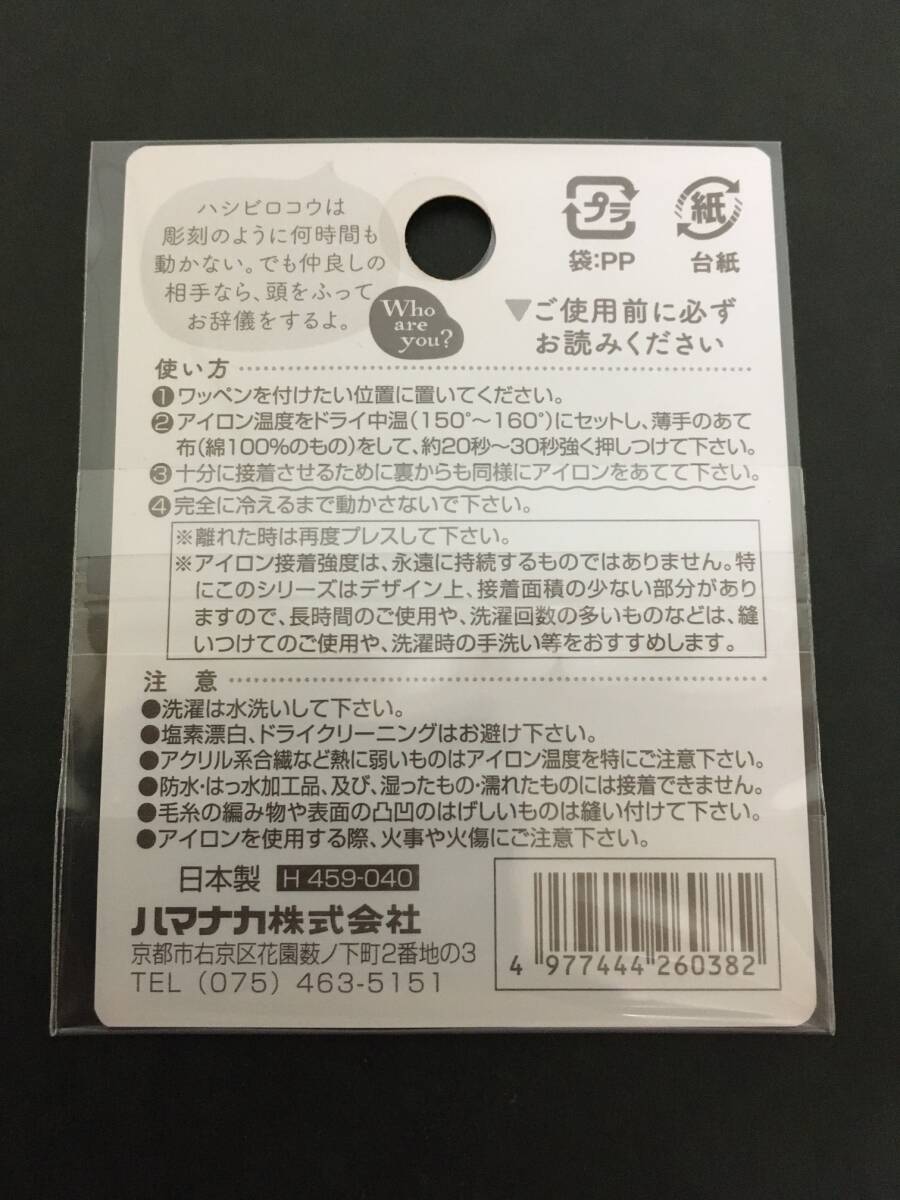 ハシビロコウは
彫刻のように何時間も
動かない。でも仲良しの
相手なら、頭をふって
お辞儀をするよ。
Who
are
you?
プラ
袋:PP
紙
台紙
▼ご使用前に必ず
お読みください
使い方
❶ワッペンを付けたい位置に置いてください。
❷アイロン温度をドライ中温(150°～160°)にセットし、薄手のあて
布(綿100%のもの)をして、約20秒～30秒強く押しつけて下さい。
❸十分に接着させるために裏からも同様にアイロンをあてて下さい。
❹完全に冷えるまで動かさないで下さい。
※離れた時は再度プレスして下さい。
※アイロン接着強度は、永遠に持続するものではありません。特
にこのシリーズはデザイン上、接着面積の少ない部分があり
ますので、長時間のご使用や、洗濯回数の多いものなどは、縫
いつけてのご使用や、洗濯時の手洗い等をおすすめします。
注 意
●洗濯は水洗いして下さい。
●塩素漂白、ドライクリーニングはお避け下さい。
●アクリル系合繊など熱に弱いものはアイロン温度を特にご注意下さい。
●防水・はっ水加工品、及び、湿ったもの・濡れたものには接着できません。
●毛糸の編み物や表面の凸凹のはげしいものは縫い付けて下さい。
●アイロンを使用する際、火事や火傷にご注意下さい。
日本製 H 459-040
ハマナカ株式会社
京都市右京区花園薮ノ下町2番地の3
TEL (075) 463-5151
4 977444 260382